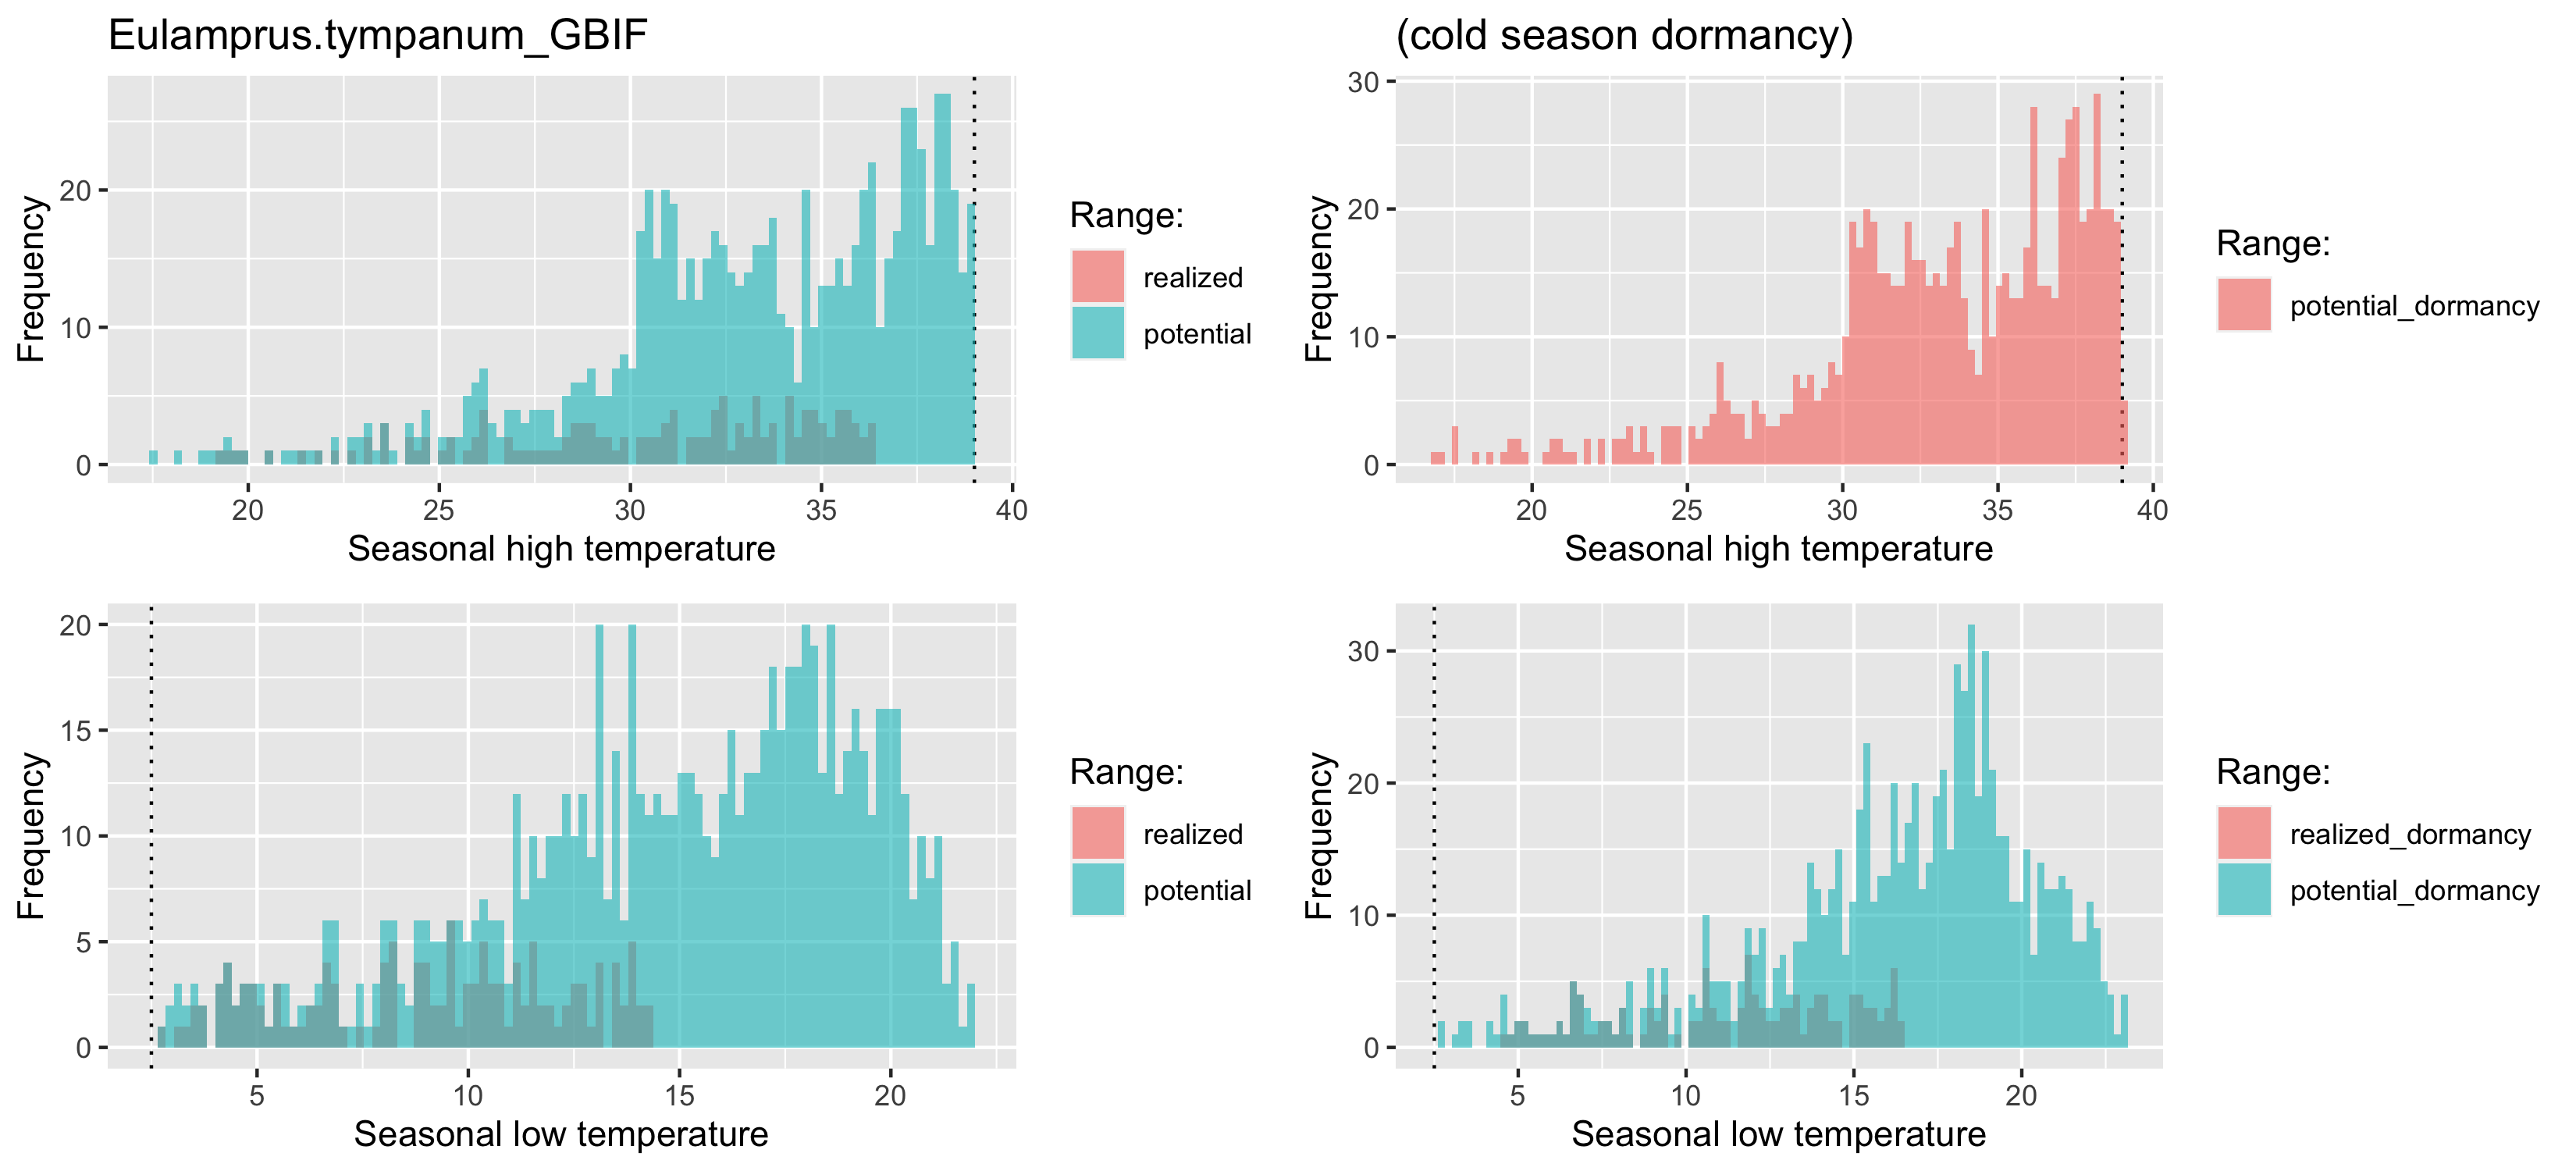 Eulamprus.tympanum_GBIF
Frequency
20
10
0
20
25
30
35
40
Seasonal high temperature
Range:
realized
potential
(cold season dormancy)
Frequency
30
20
10
0
20
25
30
35
40
Seasonal high temperature
Range:
potential_dormancy
Frequency
20
15
10
5
0
5
10
15
20
Seasonal low temperature
Range:
realized
potential
Frequency
30
20
10
0
5
10
15
20
Seasonal low temperature
Range:
realized_dormancy
potential_dormancy